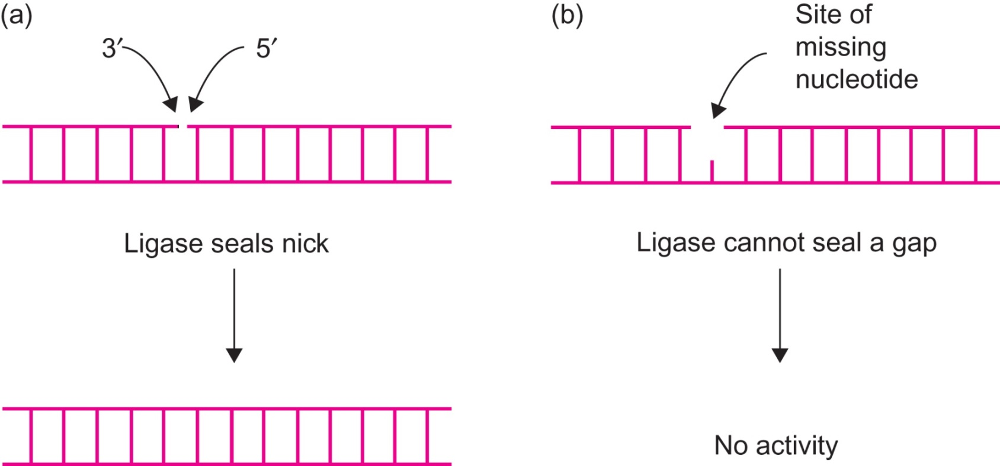 (a)
3′
5′
Ligase seals nick
(b)
Site of
missing
nucleotide
Ligase cannot seal a gap
No activity